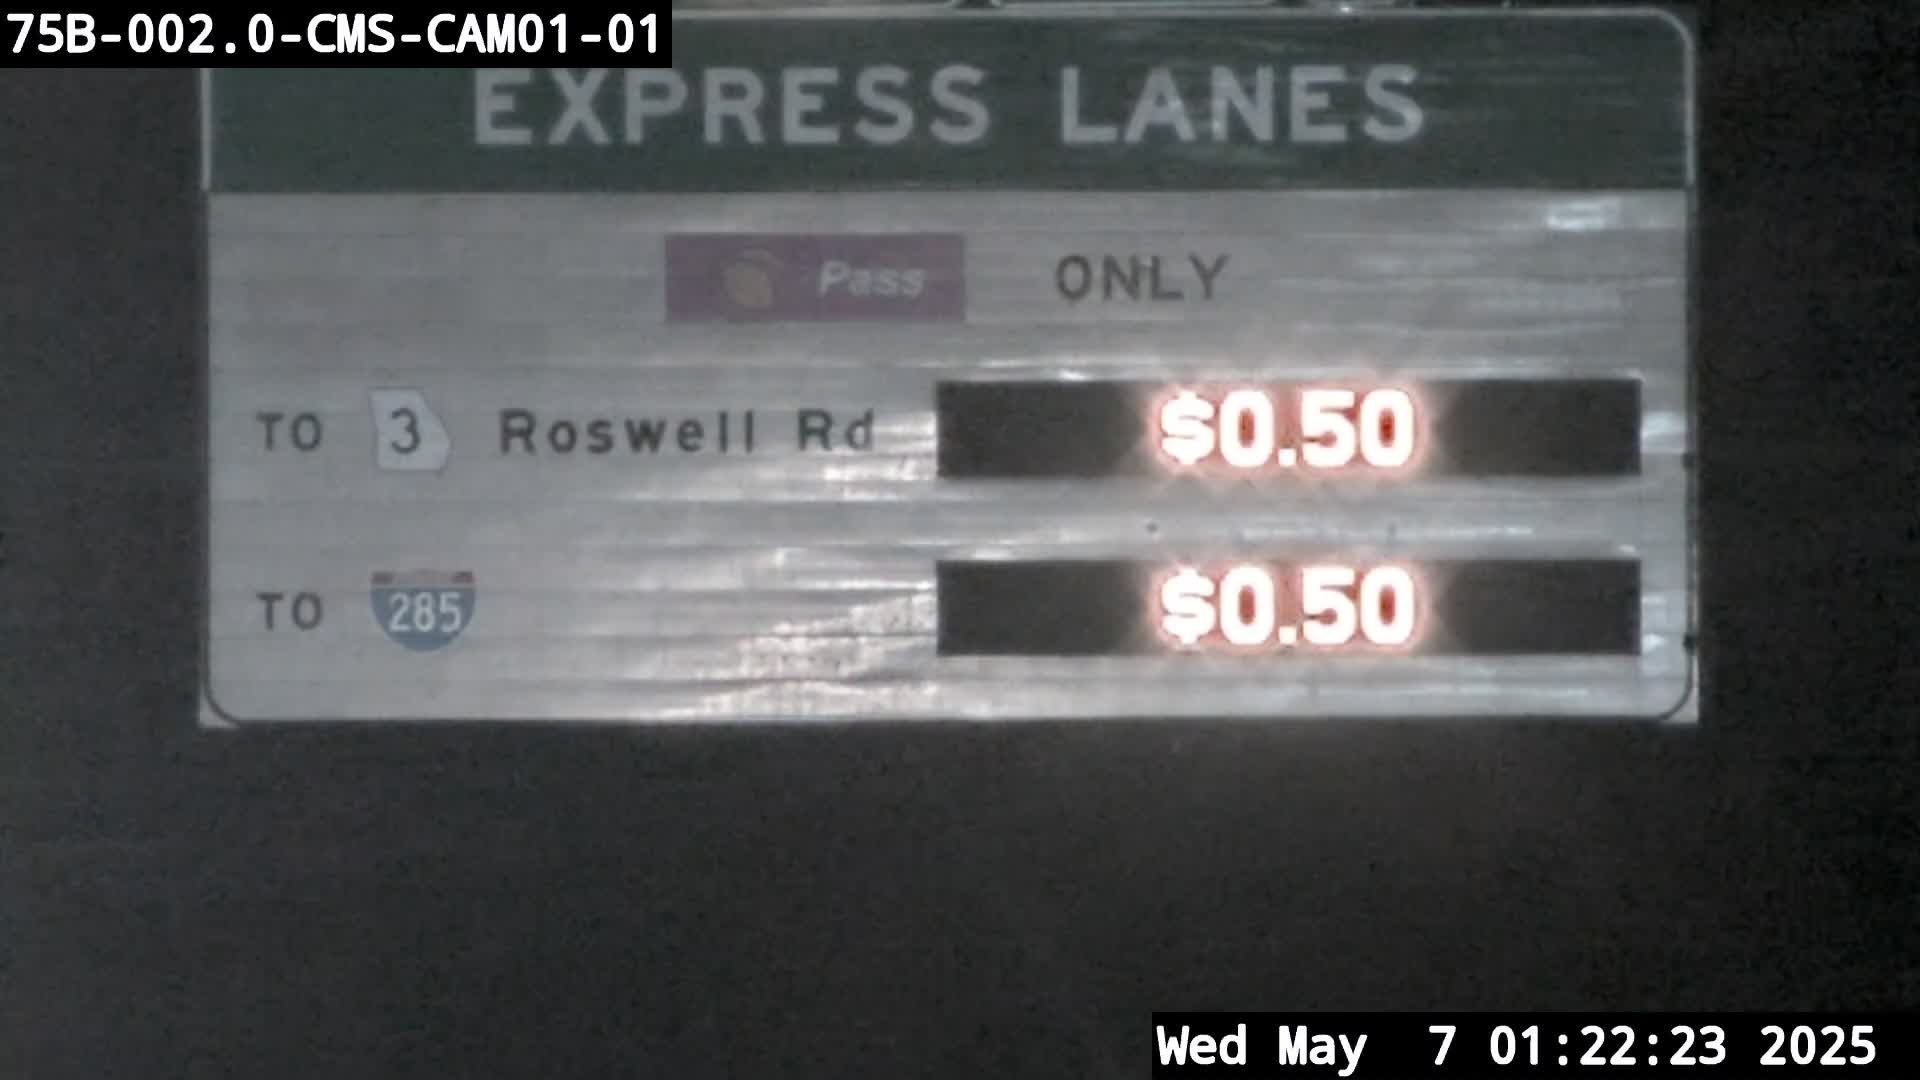 75B-002.0-CMS-CAM01-01
EXPRESS LANES
Pass ONLY
TO 3 Roswell Rd $0.50
TO 285 $0.50
Wed May 7 01:22:23 2025